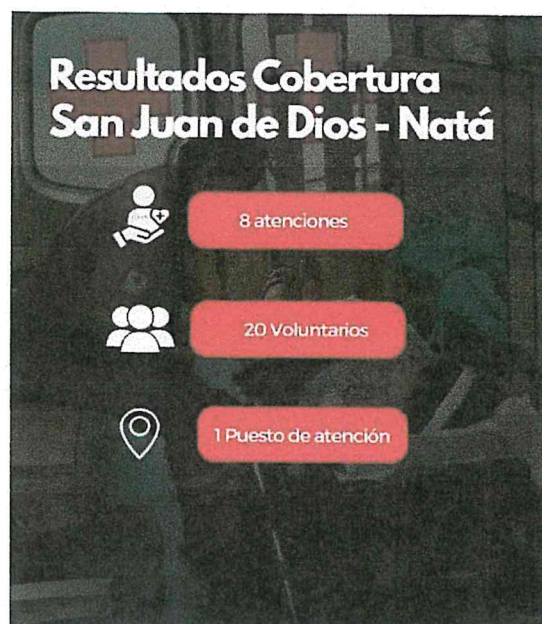 Resultados Cobertura
San Juan de Dios - Natá
8 atenciones
20 Voluntarios
1 Puesto de atención